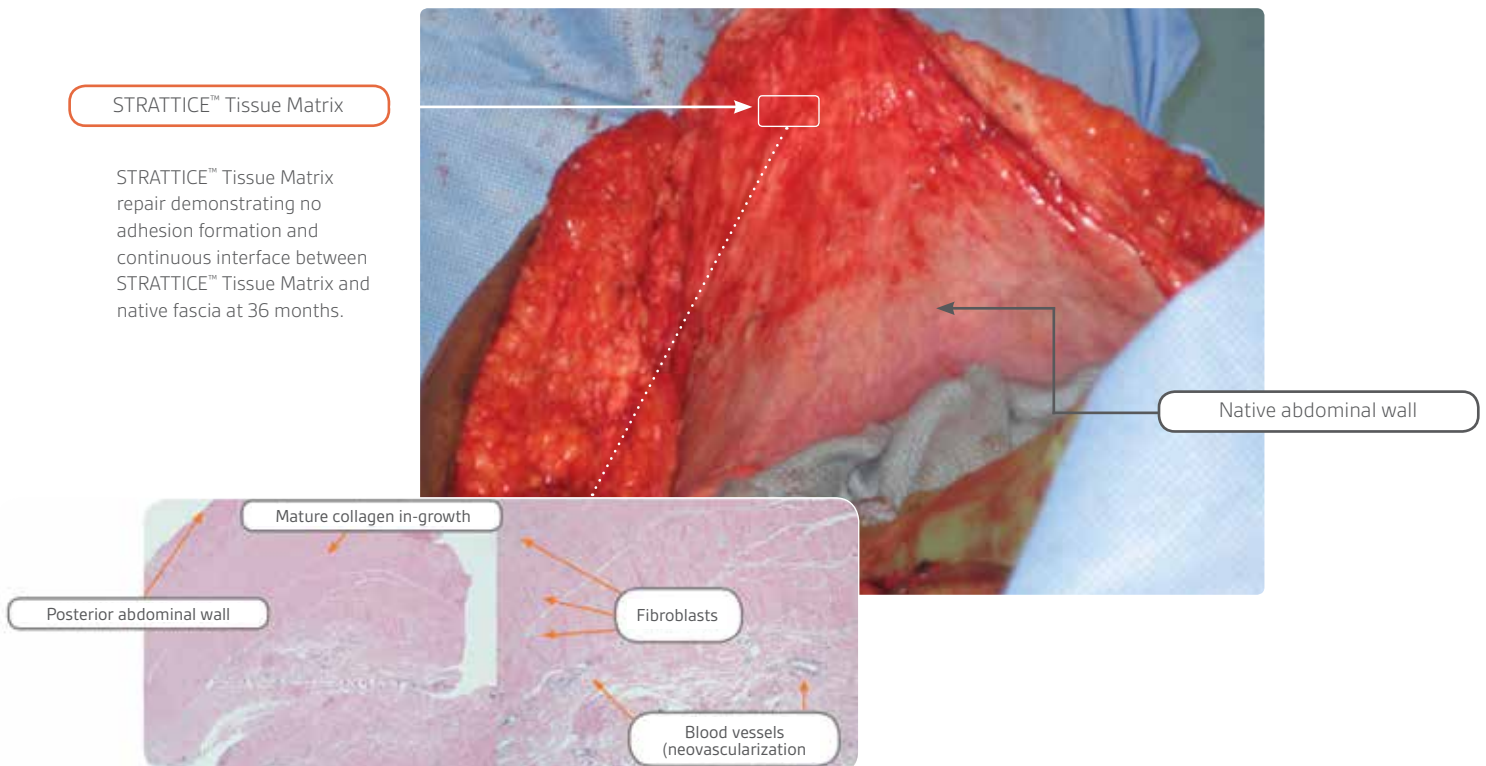 STRATTICE™ Tissue Matrix
STRATTICE™ Tissue Matrix
repair demonstrating no
adhesion formation and
continuous interface between
STRATTICE™ Tissue Matrix and
native fascia at 36 months.
Native abdominal wall
Mature collagen in-growth
Posterior abdominal wall
Fibroblasts
Blood vessels
(neovascularization